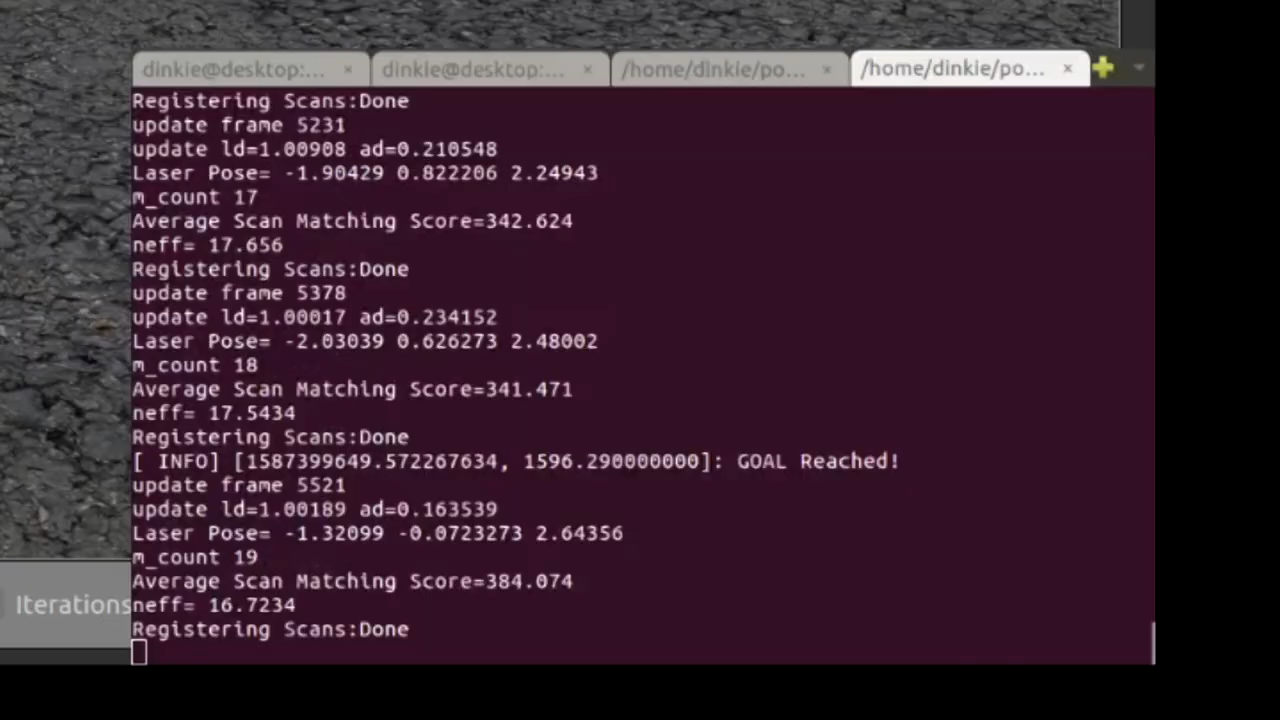 dinkie@desktop:... × dinkie@desktop:... × /home/dinkie/po... × /home/dinkie/po... ×
Registering Scans:Done
update frame 5231
update ld=1.00908 ad=0.210548
Laser Pose= -1.90429 0.822206 2.24943
m_count 17
Average Scan Matching Score=342.624
neff= 17.656
Registering Scans:Done
update frame 5378
update ld=1.00017 ad=0.234152
Laser Pose= -2.03039 0.626273 2.48002
m_count 18
Average Scan Matching Score=341.471
neff= 17.5434
Registering Scans:Done
[ INFO] [1587399649.572267634, 1596.290000000]: GOAL Reached!
update frame 5521
update ld=1.00189 ad=0.163539
Laser Pose= -1.32099 -0.0723273 2.64356
m_count 19
Average Scan Matching Score=384.074
Iterations
neff= 16.7234
Registering Scans:Done